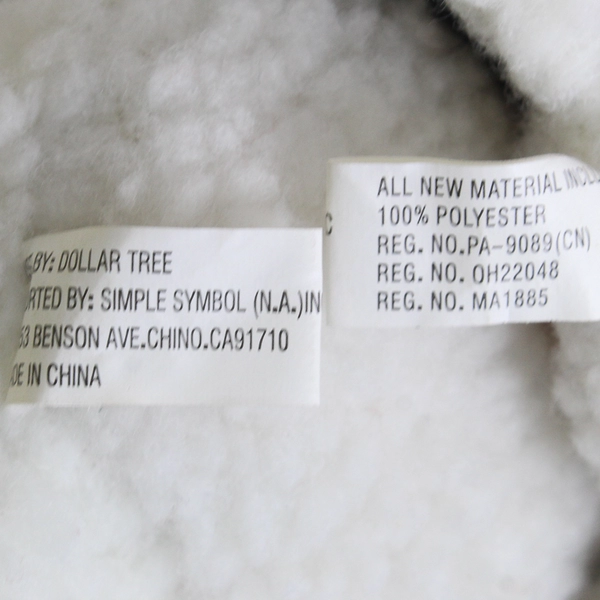 BY: DOLLAR TREE
RTED BY: SIMPLE SYMBOL (N.A.)IN
53 BENSON AVE.CHINO.CA91710
DE IN CHINA
C
ALL NEW MATERIAL INCLU
100% POLYESTER
REG. NO.PA-9089(CN)
REG. NO. OH22048
REG. NO. MA1885